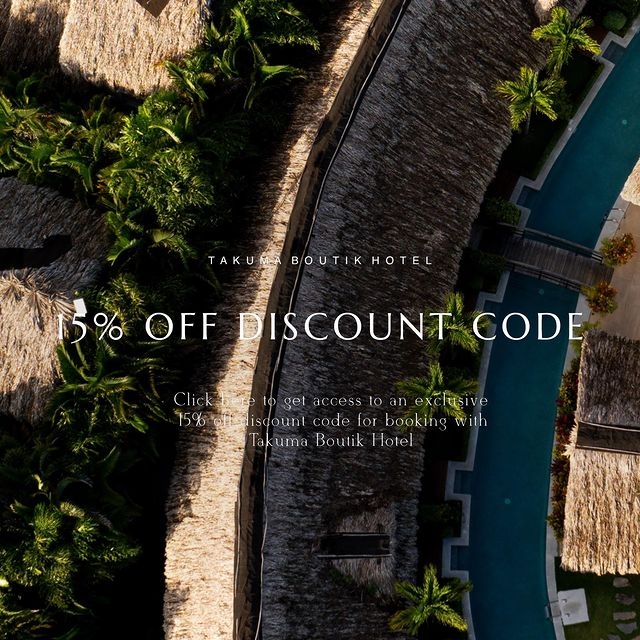 TAKUMA BOUTIK HOTEL
15% OFF DISCOUNT CODE
Click here to get access to an exclusive
15% off discount code for booking with
Takuma Boutik Hotel